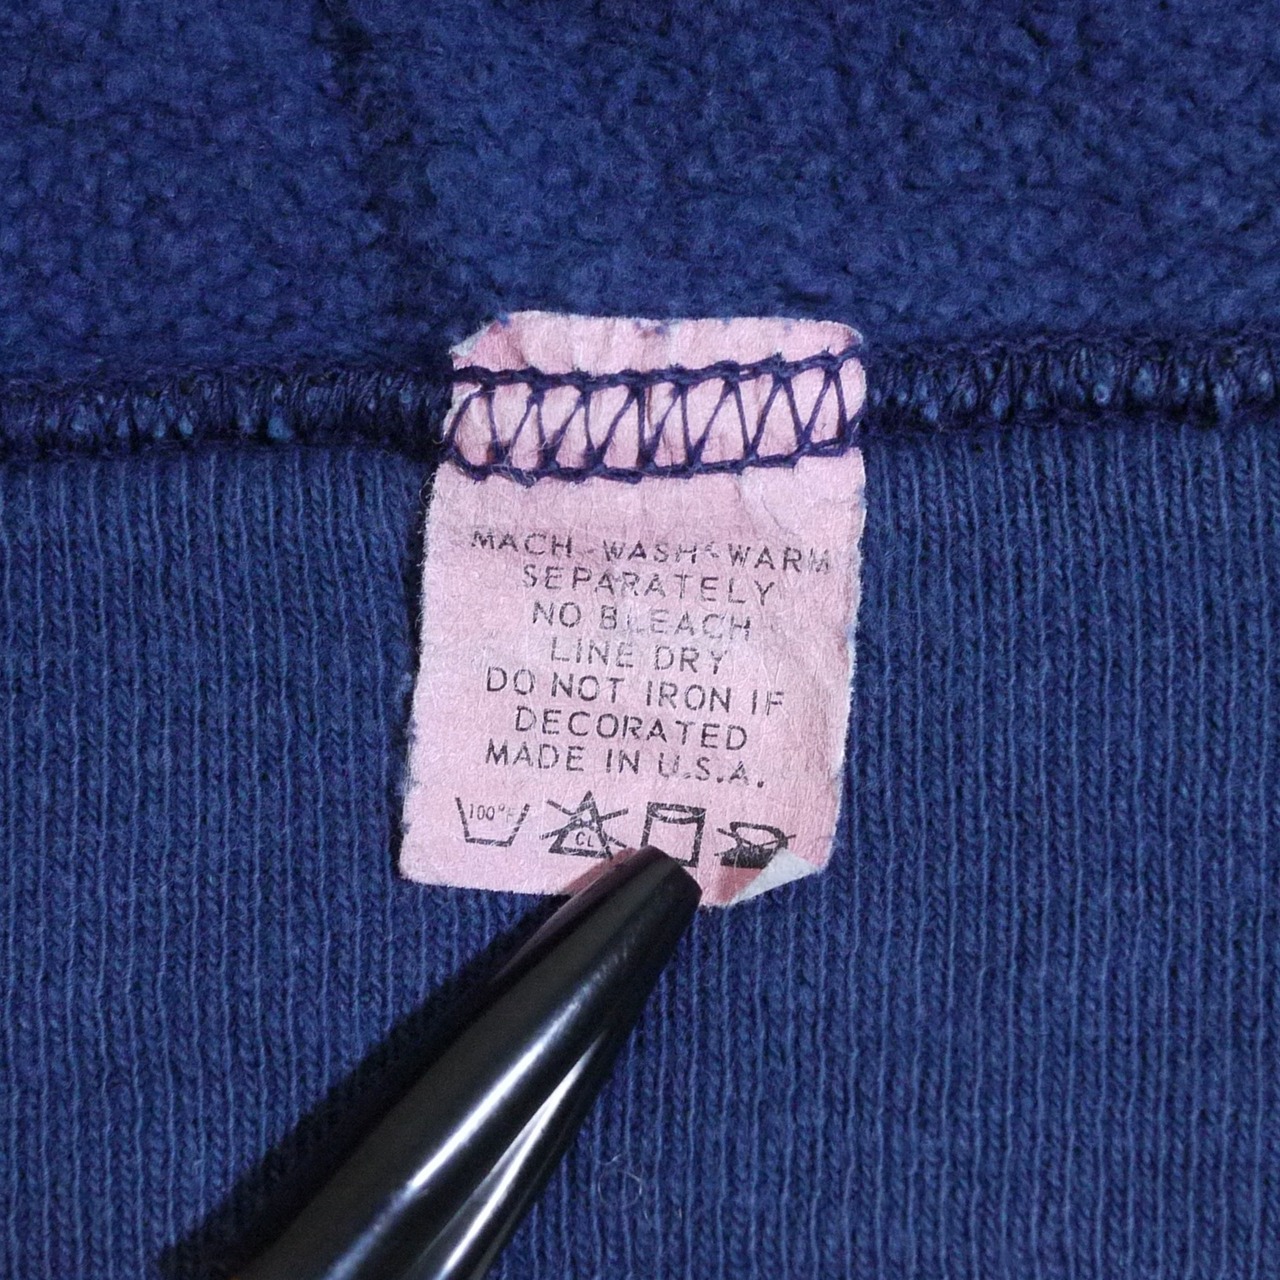 MACH-WASH-WARM
SEPARATELY
NO BLEACH
LINE DRY
DO NOT IRON IF
DECORATED
MADE IN U.S.A.
100°F CL